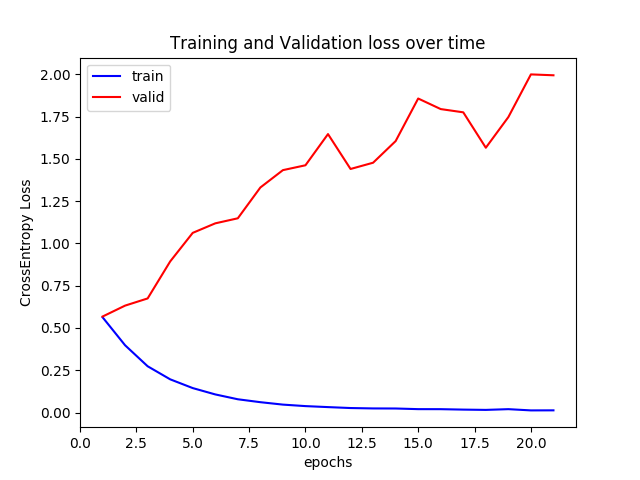 Training and Validation loss over time
train
valid
CrossEntropy Loss
2.00
1.75
1.50
1.25
1.00
0.75
0.50
0.25
0.00
0.0 2.5 5.0 7.5 10.0 12.5 15.0 17.5 20.0
epochs